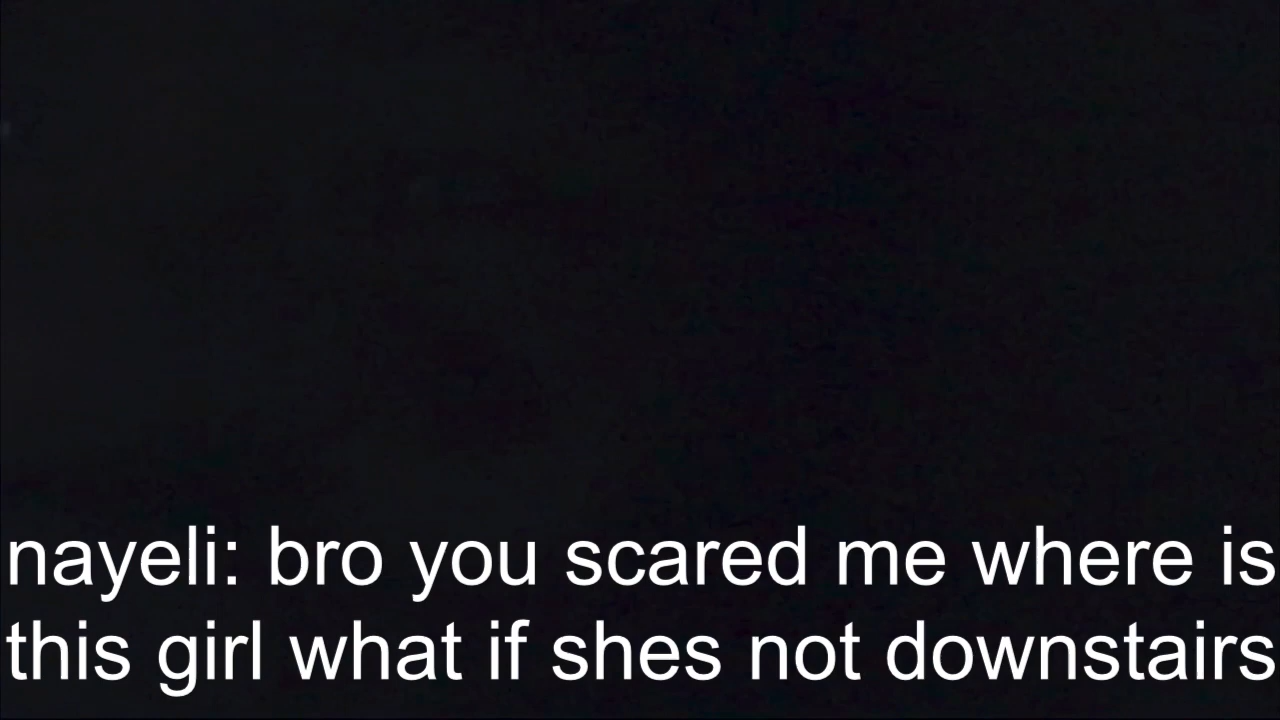 nayeli: bro you scared me where is
this girl what if shes not downstairs